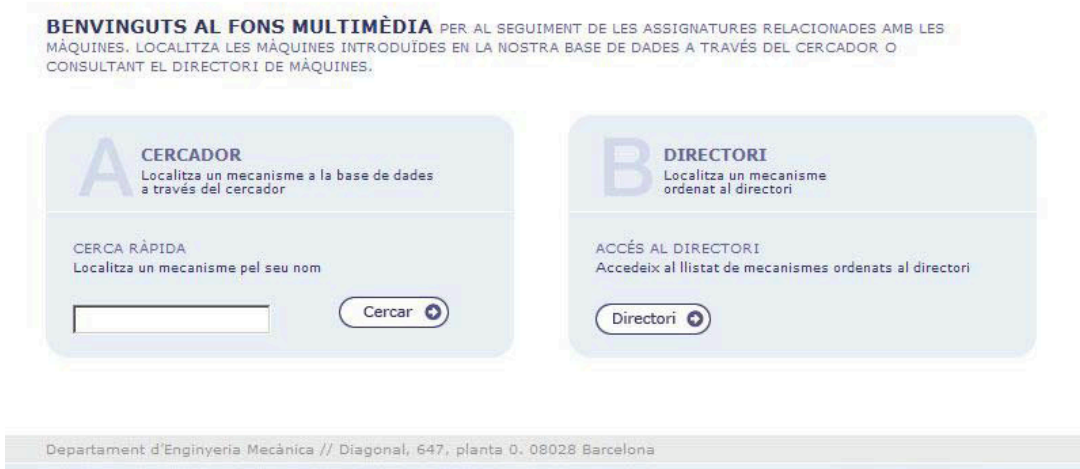 BENVINGUTS AL FONS MULTIMÈDIA PER AL SEGUIMENT DE LES ASSIGNATURES RELACIONADES AMB LES
MÀQUINES. LOCALITZA LES MÀQUINES INTRODUÏDES EN LA NOSTRA BASE DE DADES A TRAVÉS DEL CERCADOR O
CONSULTANT EL DIRECTORI DE MÀQUINES.
A
CERCADOR
Localitza un mecanisme a la base de dades
a través del cercador
CERCA RÀPIDA
Localitza un mecanisme pel seu nom
Cercar
B
DIRECTORI
Localitza un mecanisme
ordenat al directori
ACCÉS AL DIRECTORI
Accedeix al llistat de mecanismes ordenats al directori
Directori
Departament d'Enginyeria Mecànica // Diagonal, 647, planta 0. 08028 Barcelona